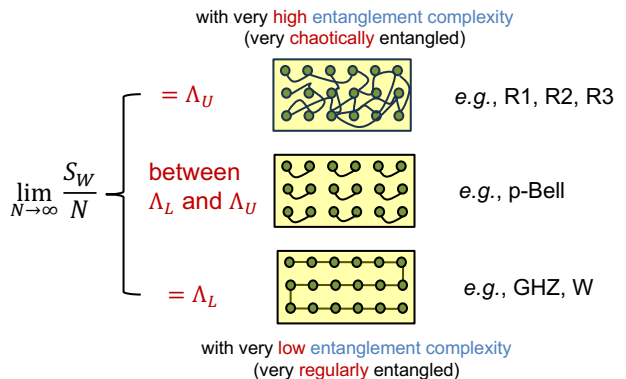 with very high entanglement complexity
(very chaotically entangled)
= Λ_U
e.g., R1, R2, R3
lim_{N→∞} S_W/N
between
Λ_L and Λ_U
e.g., p-Bell
= Λ_L
e.g., GHZ, W
with very low entanglement complexity
(very regularly entangled)